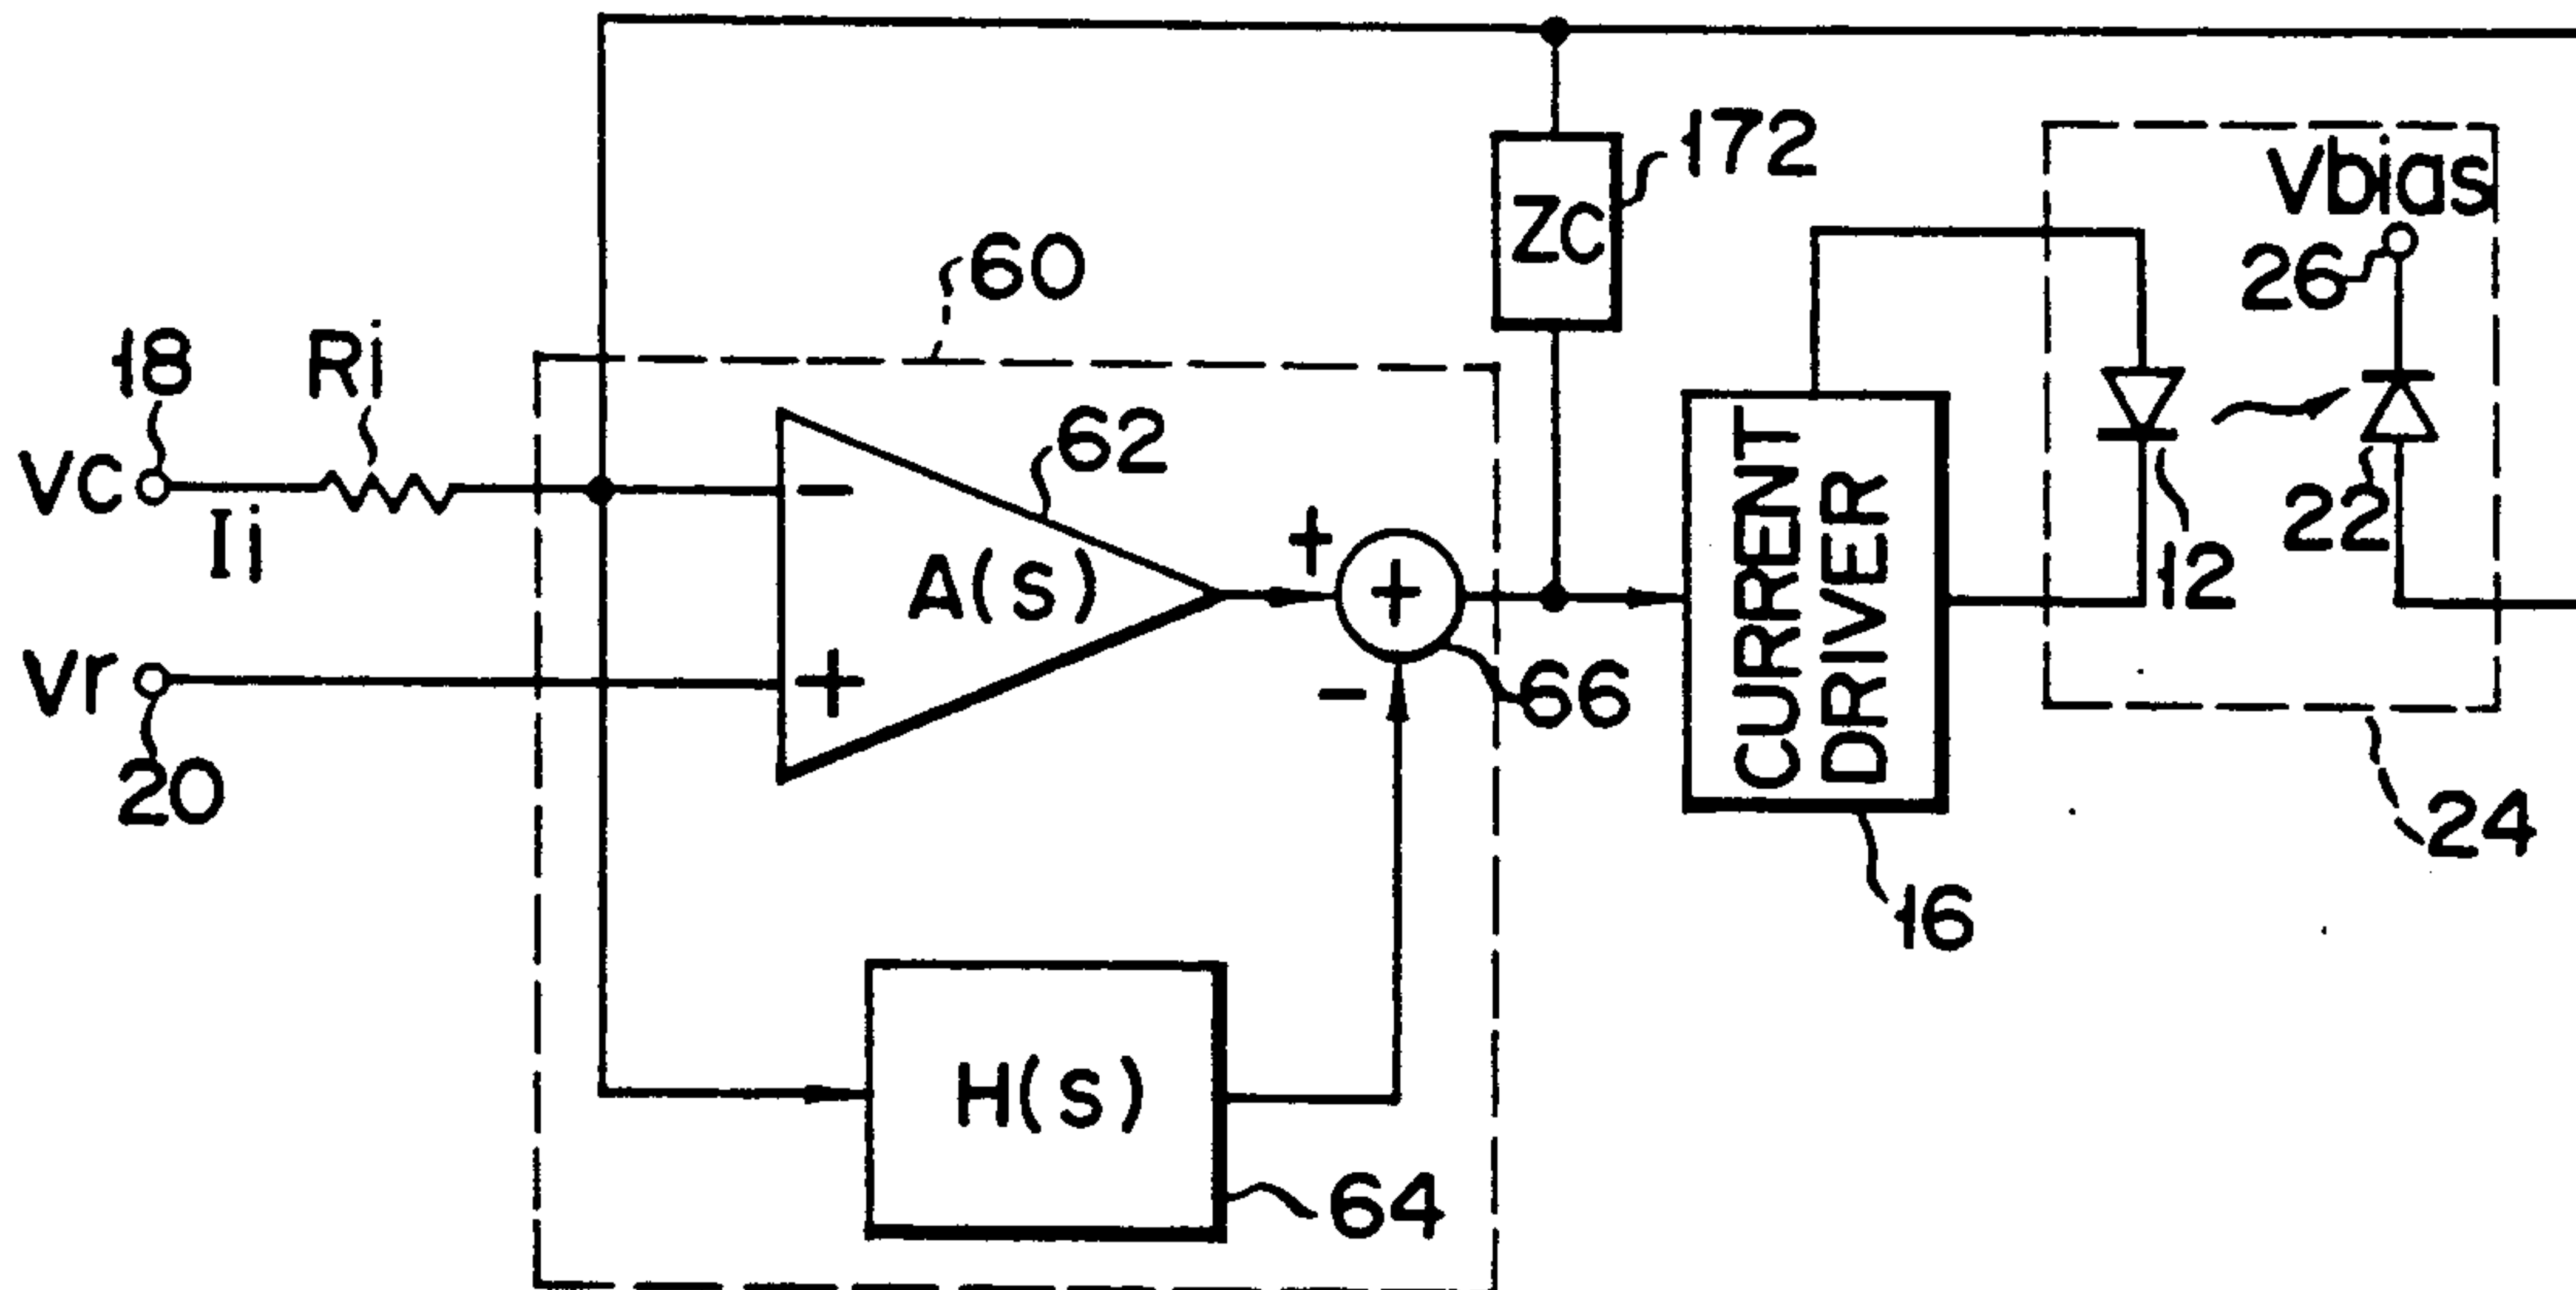 172
Zc
Vbias
26
60
18
Ri
Vc
Ii
62
-
A(S)
+
+
+
-
66
Vr
20
CURRENT
DRIVER
12
22
24
16
H(S)
64